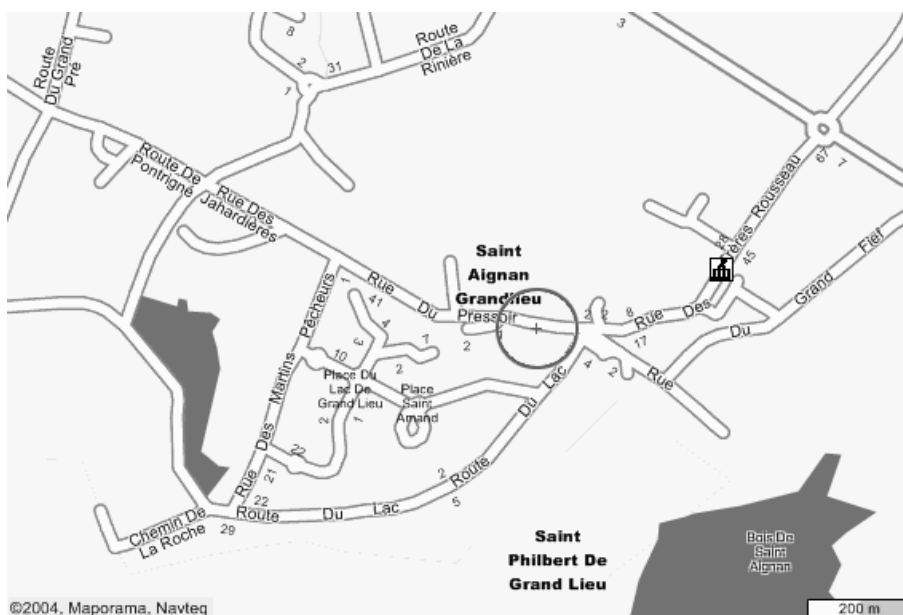 3
8
Route
De La
Rinière
Route
Du Grand
Pré
2
31
1
67
7
Route De
Pontrigné
Rue Des
Jahardières
Rousseau
28
45
Rue Du Grand Fief
Saint
Aignan
Grandlieu
Rue Des Martins Pêcheurs
1
Rue Du Pressoir
41
4
3
7
2
2
2
2
8
17
Rue Des
10
2
4
2
Place Du
Lac De
Grand Lieu
Place
Saint
Amand
2
1
22
21
22
29
2
5
Route Du Lac
Route Du Lac
Chemin De
La Roche
Saint
Philbert De
Grand Lieu
Bois De
Saint
Aignan
©2004, Maporama, Navteq
200 m